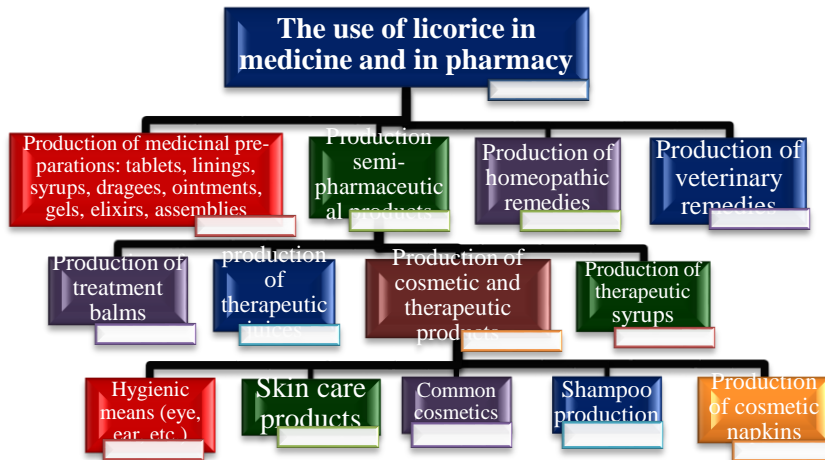 The use of licorice in
medicine and in pharmacy
Production of medicinal pre-
parations: tablets, linings,
syrups, dragees, ointments,
gels, elixirs, assemblies
Production
semi-
pharmaceutic
al products
Production of
homeopathic
remedies
Production of
veterinary
remedies
Production of
treatment
balms
production
of
therapeutic
juices
Production of
cosmetic and
therapeutic
products
Production of
therapeutic
syrups
Hygienic
means (eye,
ear, etc.)
Skin care
products
Common
cosmetics
Shampoo
production
Production
of cosmetic
napkins